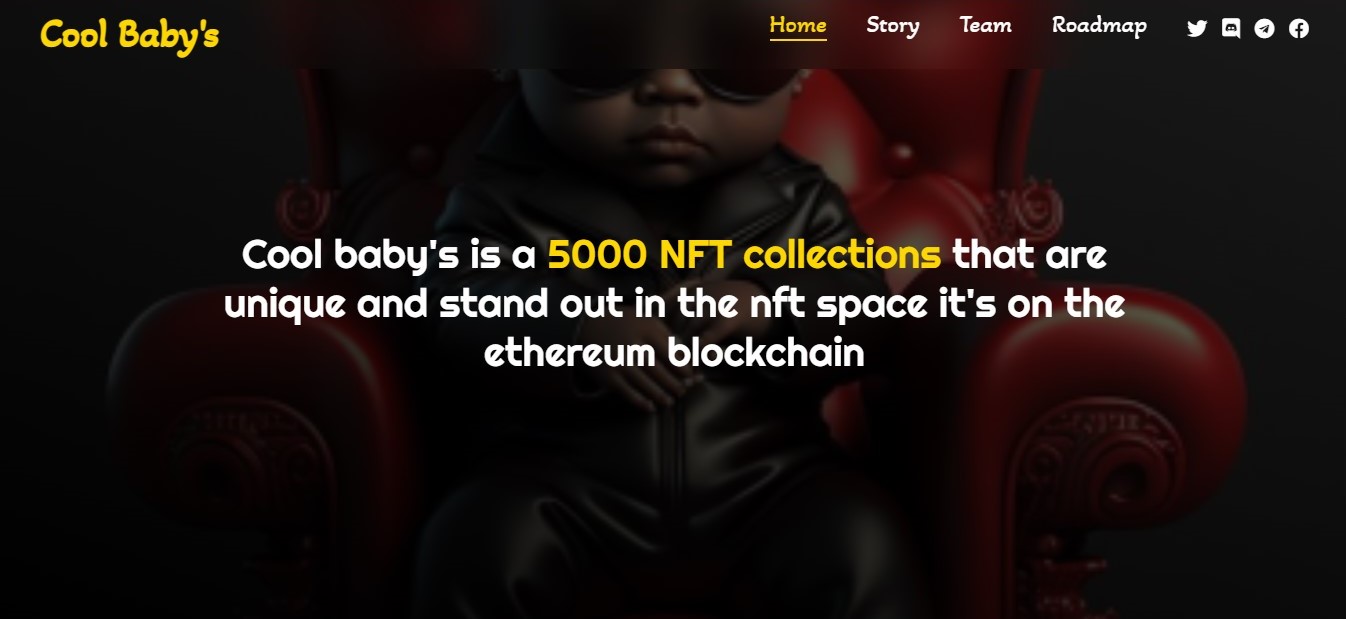 Cool Baby's
Home Story Team Roadmap
Cool baby's is a 5000 NFT collections that are
unique and stand out in the nft space it's on the
ethereum blockchain